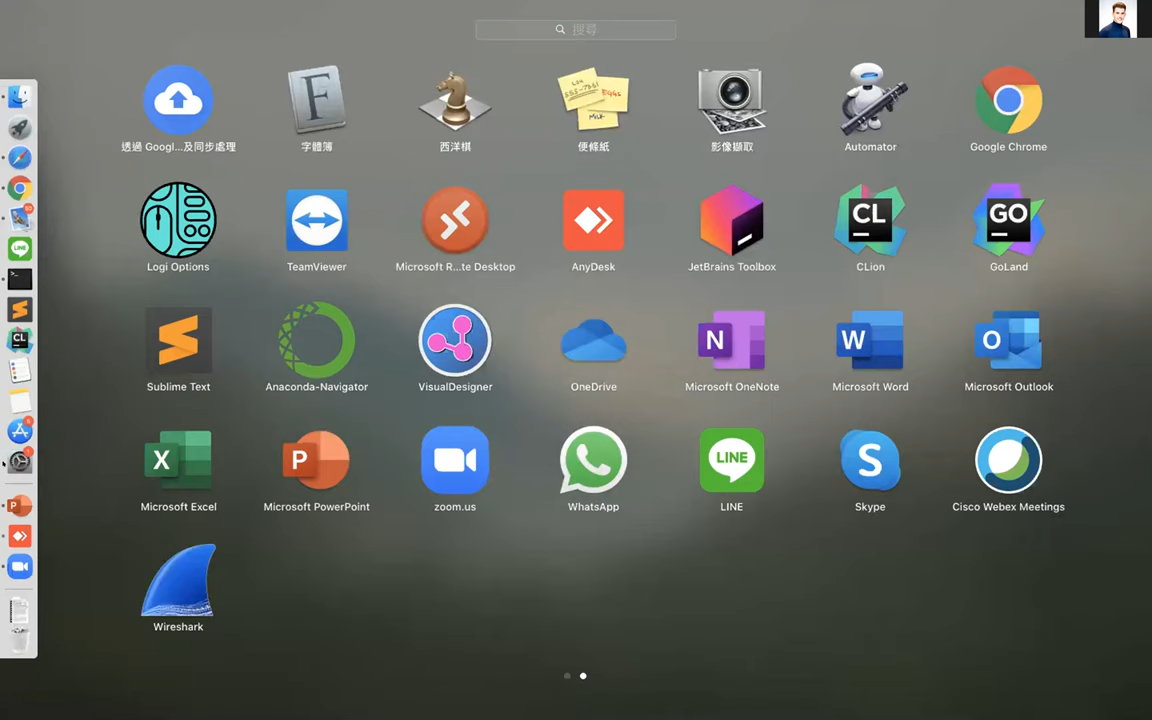 搜尋
透過 Googl...及同步處理
字體簿
西洋棋
便條紙
影像擷取
Automator
Google Chrome
Logi Options
TeamViewer
Microsoft R...te Desktop
AnyDesk
JetBrains Toolbox
CLion
GoLand
Sublime Text
Anaconda-Navigator
VisualDesigner
OneDrive
Microsoft OneNote
Microsoft Word
Microsoft Outlook
Microsoft Excel
Microsoft PowerPoint
zoom.us
WhatsApp
LINE
Skype
Cisco Webex Meetings
Wireshark